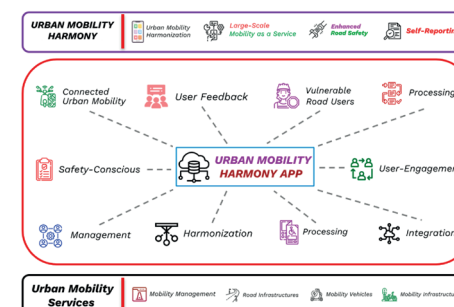 URBAN MOBILITY
HARMONY
Urban Mobility
Harmonization
Large-Scale
Mobility as a Service
Enhanced
Road Safety
Self-Reportin
Connected
Urban Mobility
User Feedback
Vulnerable
Road Users
Processing
Safety-Conscious
URBAN MOBILITY
HARMONY APP
User-Engagemen
Management
Harmonization
Processing
Integration
Urban Mobility
Services
Mobility Management
Road Infrastructures
Mobility Vehicles
Mobility Infrastructu